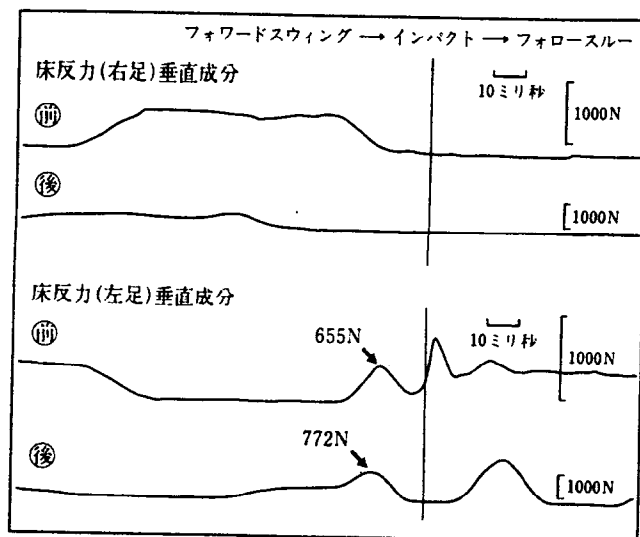 フォワードスウィング → インパクト → フォロースルー
床反力(右足)垂直成分
10ミリ秒
前
1000N
後
1000N
床反力(左足)垂直成分
前
655N
10ミリ秒
1000N
後
772N
1000N